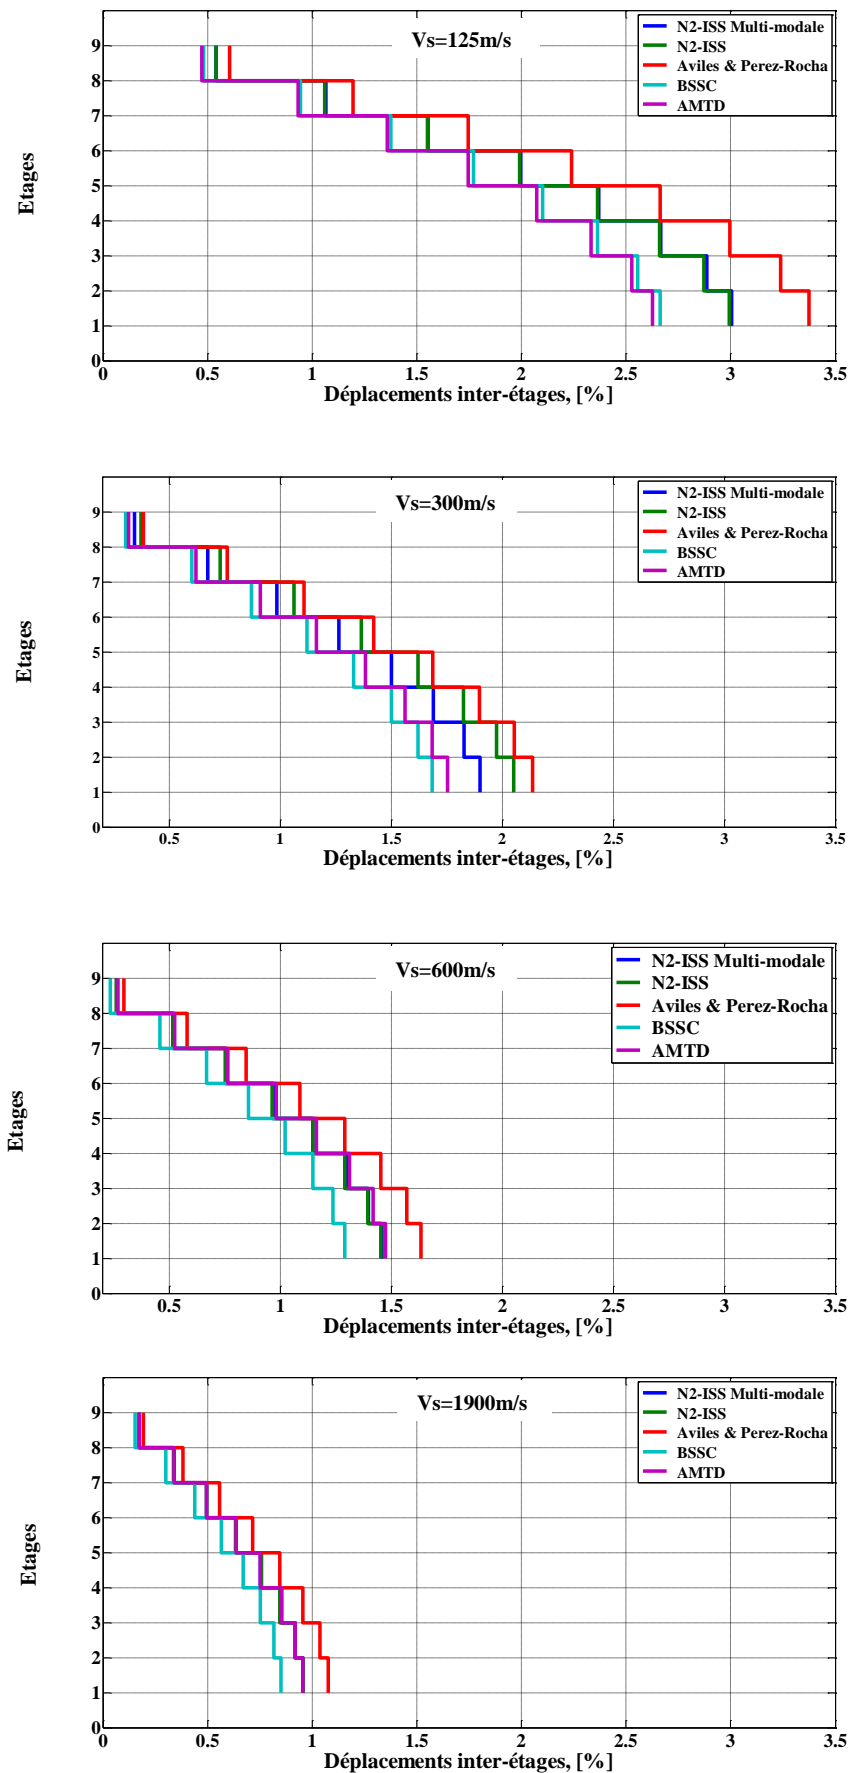 Vs=125m/s
N2-ISS Multi-modale
N2-ISS
Aviles & Perez-Rocha
BSSC
AMTD
Etages
9
8
7
6
5
4
3
2
1
0
0 0.5 1 1.5 2 2.5 3 3.5
Déplacements inter-étages, [%]
Vs=300m/s
N2-ISS Multi-modale
N2-ISS
Aviles & Perez-Rocha
BSSC
AMTD
Etages
9
8
7
6
5
4
3
2
1
0
0.5 1 1.5 2 2.5 3 3.5
Déplacements inter-étages, [%]
Vs=600m/s
N2-ISS Multi-modale
N2-ISS
Aviles & Perez-Rocha
BSSC
AMTD
Etages
9
8
7
6
5
4
3
2
1
0
0.5 1 1.5 2 2.5 3 3.5
Déplacements inter-étages, [%]
Vs=1900m/s
N2-ISS Multi-modale
N2-ISS
Aviles & Perez-Rocha
BSSC
AMTD
Etages
9
8
7
6
5
4
3
2
1
0
0 0.5 1 1.5 2 2.5 3 3.5
Déplacements inter-étages, [%]